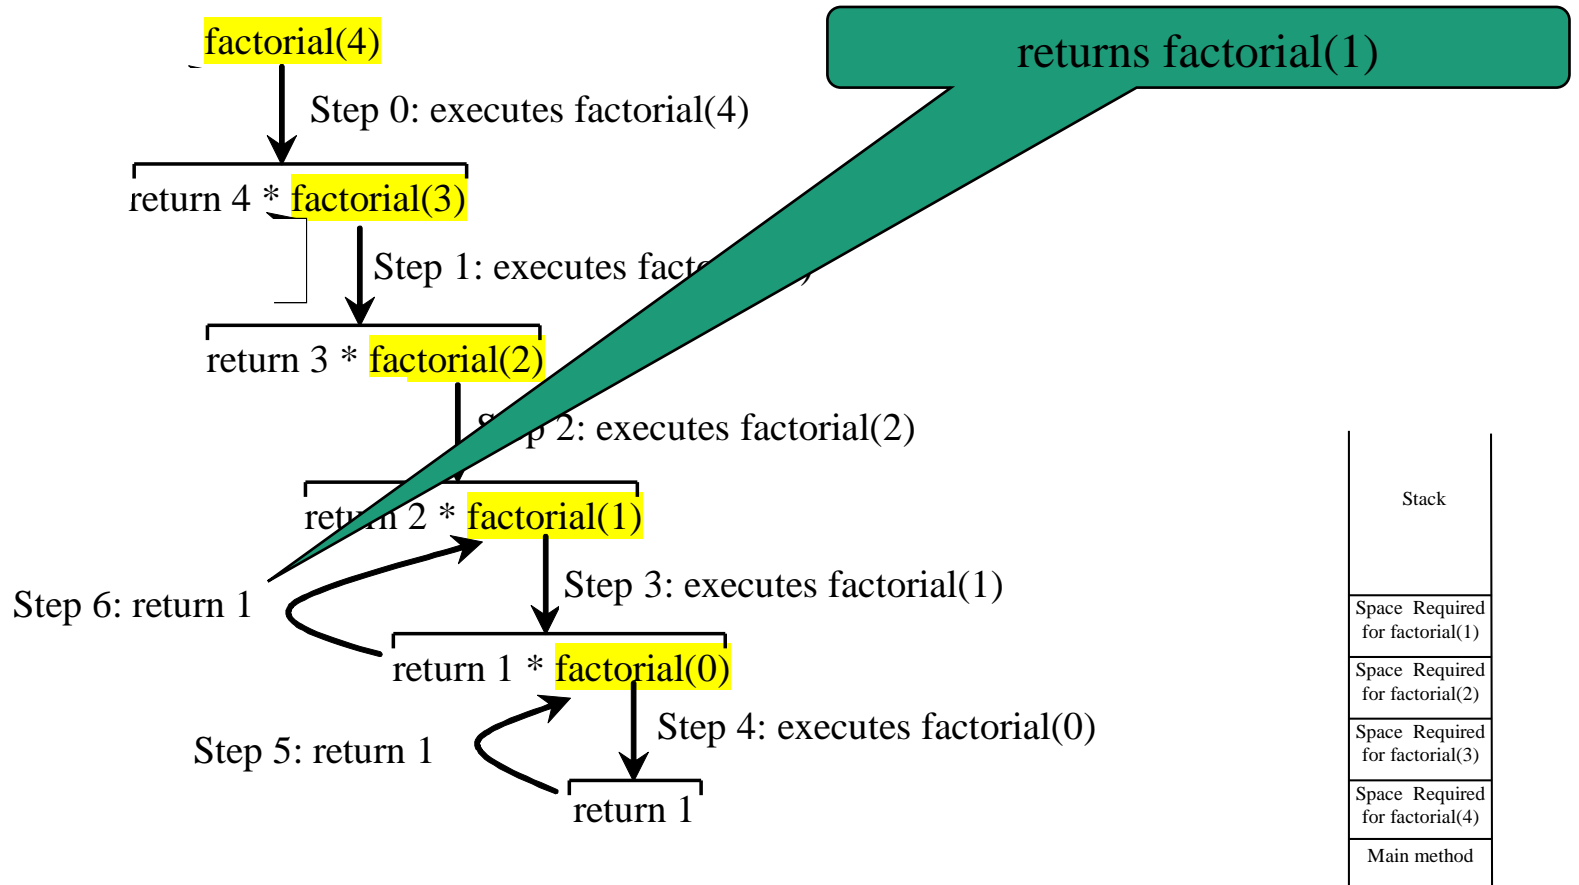 factorial(4)
returns factorial(1)
Step 0: executes factorial(4)
return 4 * factorial(3)
Step 1: executes
return 3 * factorial(2)
2: executes factorial(2)
return 2 * factorial(1)
Step 3: executes factorial(1)
Step 6: return 1
return 1 * factorial(0)
Step 4: executes factorial(0)
Step 5: return 1
return 1
Stack
Space Required
for factorial(1)
Space Required
for factorial(2)
Space Required
for factorial(3)
Space Required
for factorial(4)
Main method